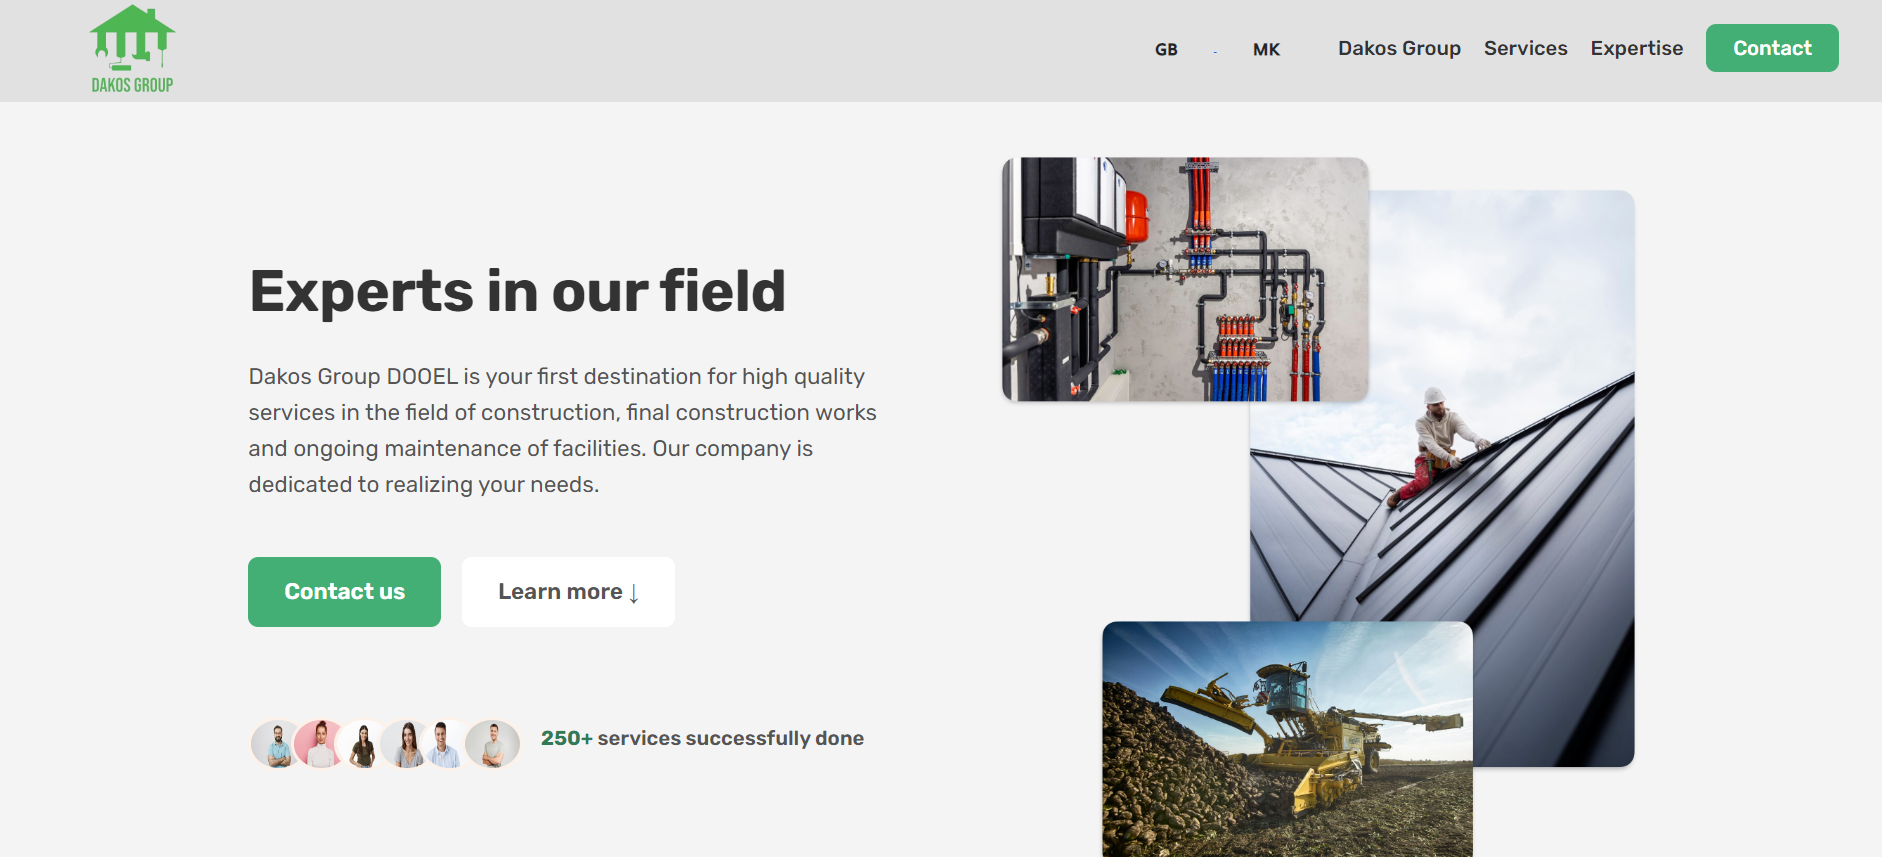 DAKOS GROUP
GB - MK Dakos Group Services Expertise Contact
Experts in our field
Dakos Group DOOEL is your first destination for high quality
services in the field of construction, final construction works
and ongoing maintenance of facilities. Our company is
dedicated to realizing your needs.
Contact us Learn more ↓
250+ services successfully done